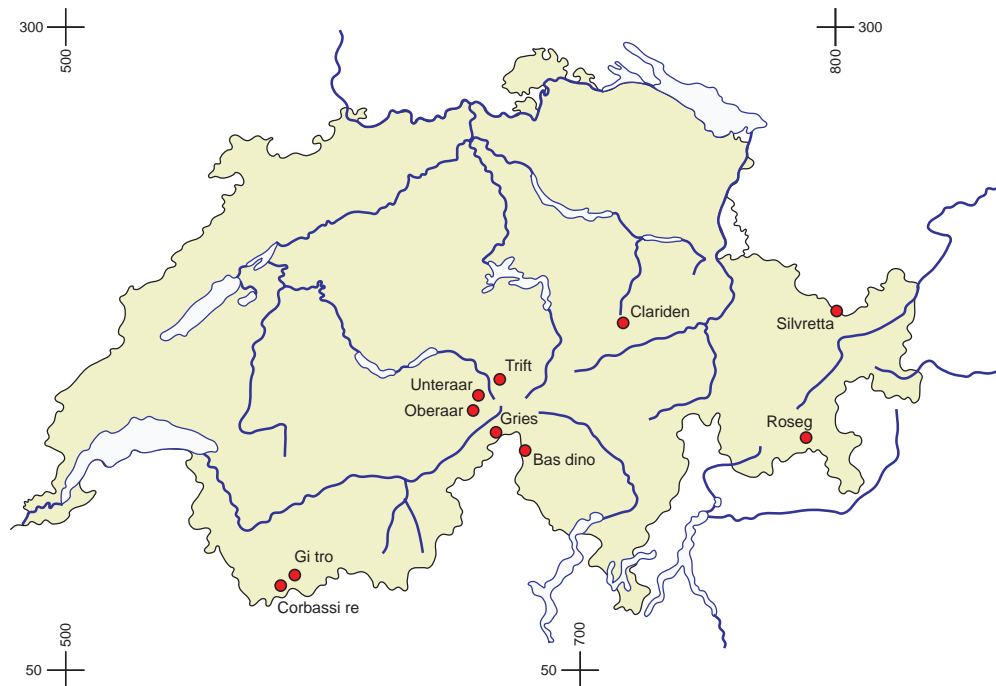 300
500
800
300
Clariden
Silvretta
Trift
Unteraar
Oberaar
Gries
Roseg
Bas dino
Gi tro
Corbassi re
50
500
50
700